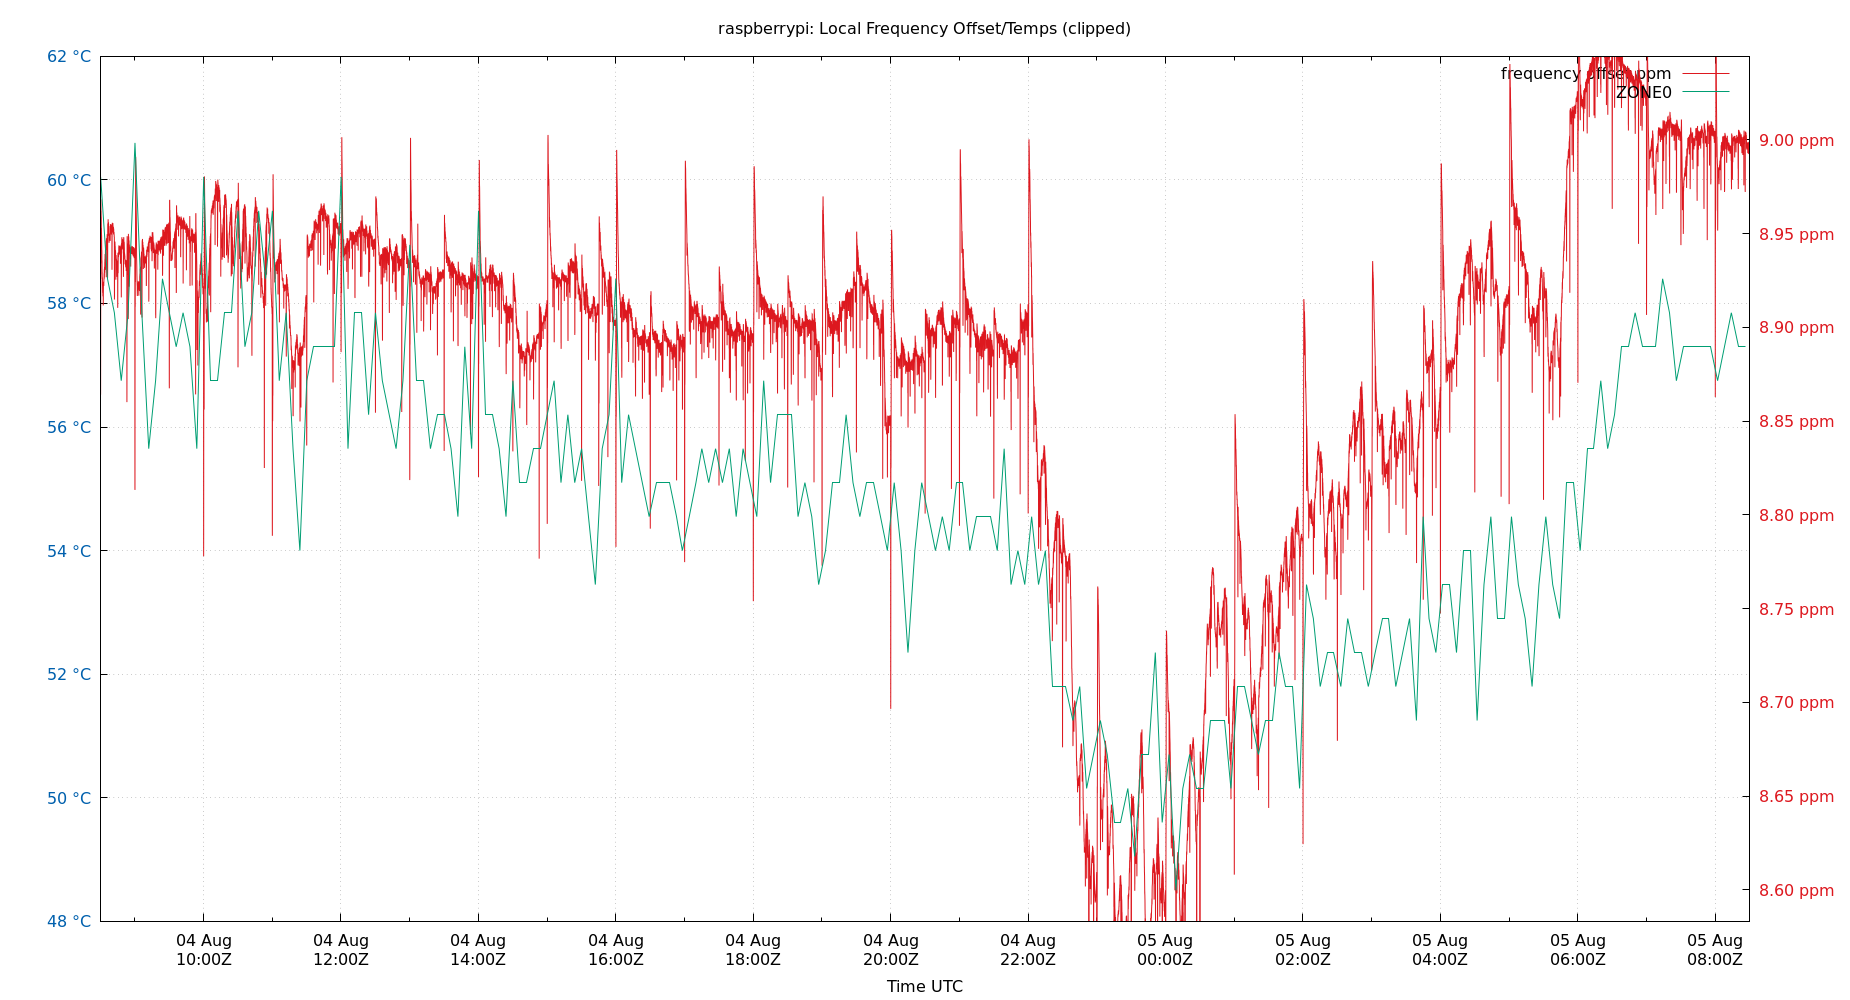 raspberrypi: Local Frequency Offset/Temps (clipped)
62 °C
60 °C
58 °C
56 °C
54 °C
52 °C
50 °C
48 °C
frequency offset ppm
ZONE0
9.00 ppm
8.95 ppm
8.90 ppm
8.85 ppm
8.80 ppm
8.75 ppm
8.70 ppm
8.65 ppm
8.60 ppm
04 Aug
10:00Z
04 Aug
12:00Z
04 Aug
14:00Z
04 Aug
16:00Z
04 Aug
18:00Z
04 Aug
20:00Z
04 Aug
22:00Z
05 Aug
00:00Z
05 Aug
02:00Z
05 Aug
04:00Z
05 Aug
06:00Z
05 Aug
08:00Z
Time UTC